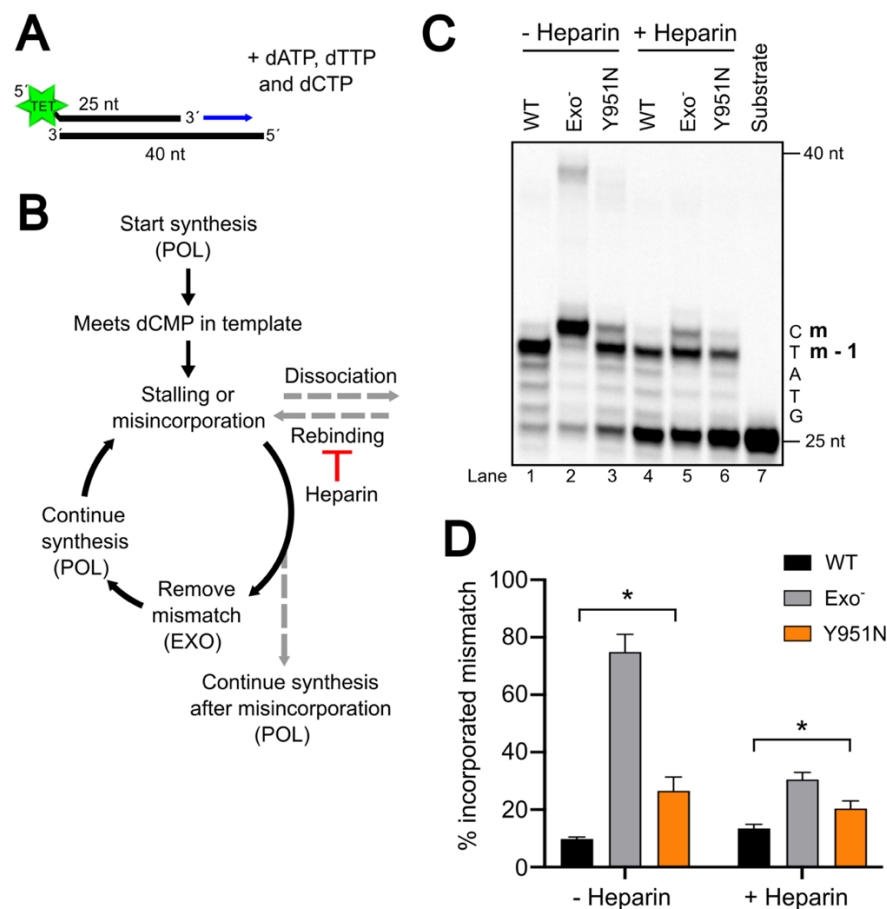 A
+ dATP, dTTP
and dCTP
5´
TET
25 nt
3´
3´
5´
40 nt
B
Start synthesis
(POL)
Meets dCMP in template
Stalling or
misincorporation
Dissociation
Rebinding
Heparin
Continue
synthesis
(POL)
Remove
mismatch
(EXO)
Continue synthesis
after misincorporation
(POL)
C
- Heparin + Heparin
WT Exo- Y951N WT Exo- Y951N Substrate
40 nt
C m
T m - 1
A
T
G
25 nt
Lane 1 2 3 4 5 6 7
D
% incorporated mismatch
100
80
60
40
20
0
* *
WT
Exo-
Y951N
- Heparin + Heparin